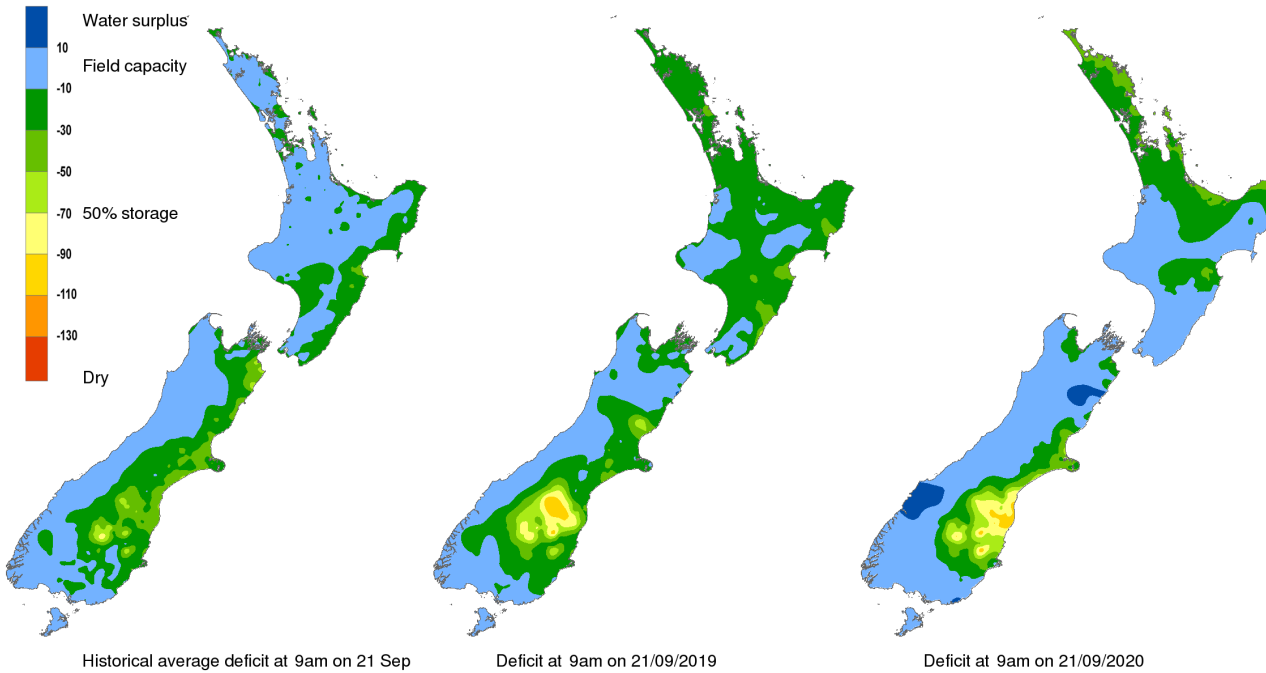 Water surplus
10
Field capacity
-10
-30
-50
-70
50% storage
-90
-110
-130
Dry
Historical average deficit at 9am on 21 Sep
Deficit at 9am on 21/09/2019
Deficit at 9am on 21/09/2020